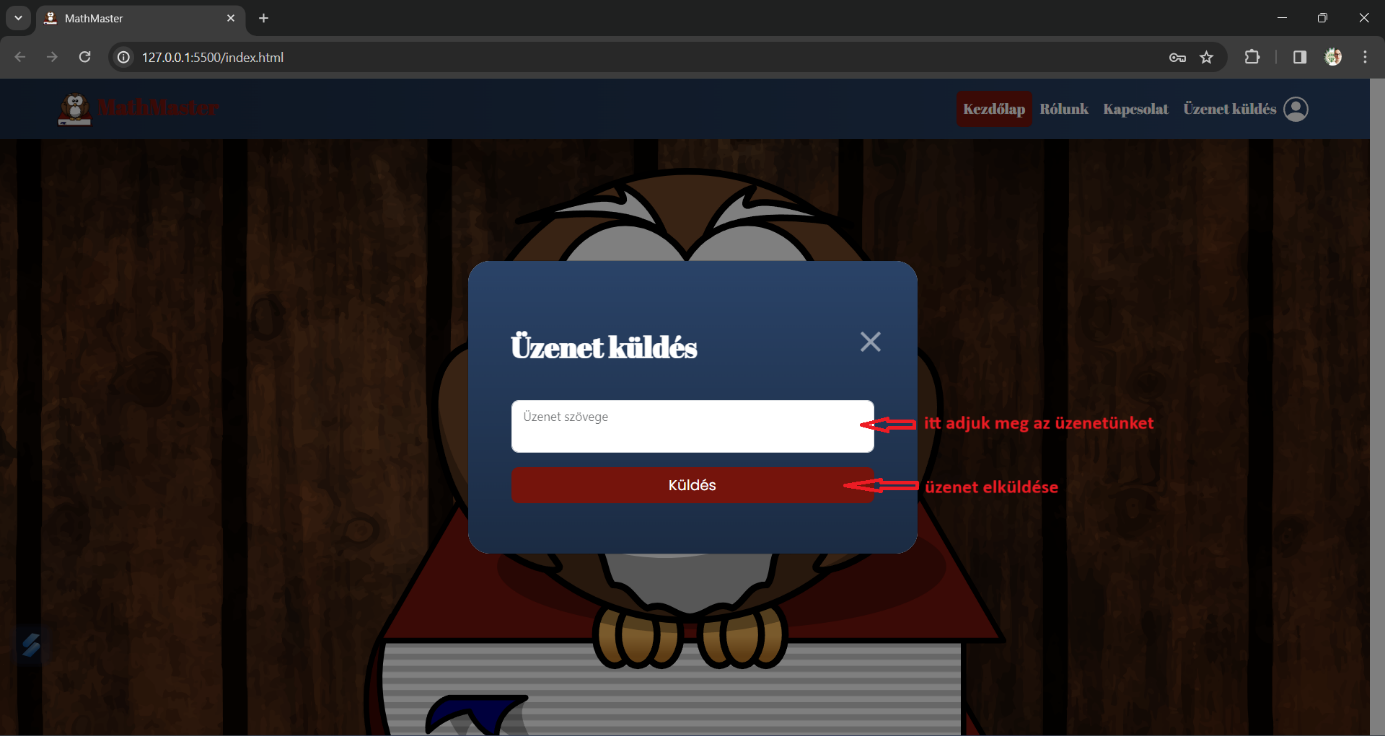 MathMaster
127.0.0.1:5500/index.html
MathMaster
Kezdőlap Rólunk Kapcsolat Üzenet küldés
Üzenet küldés
Üzenet szövege
itt adjuk meg az üzenetünket
Küldés
üzenet elküldése